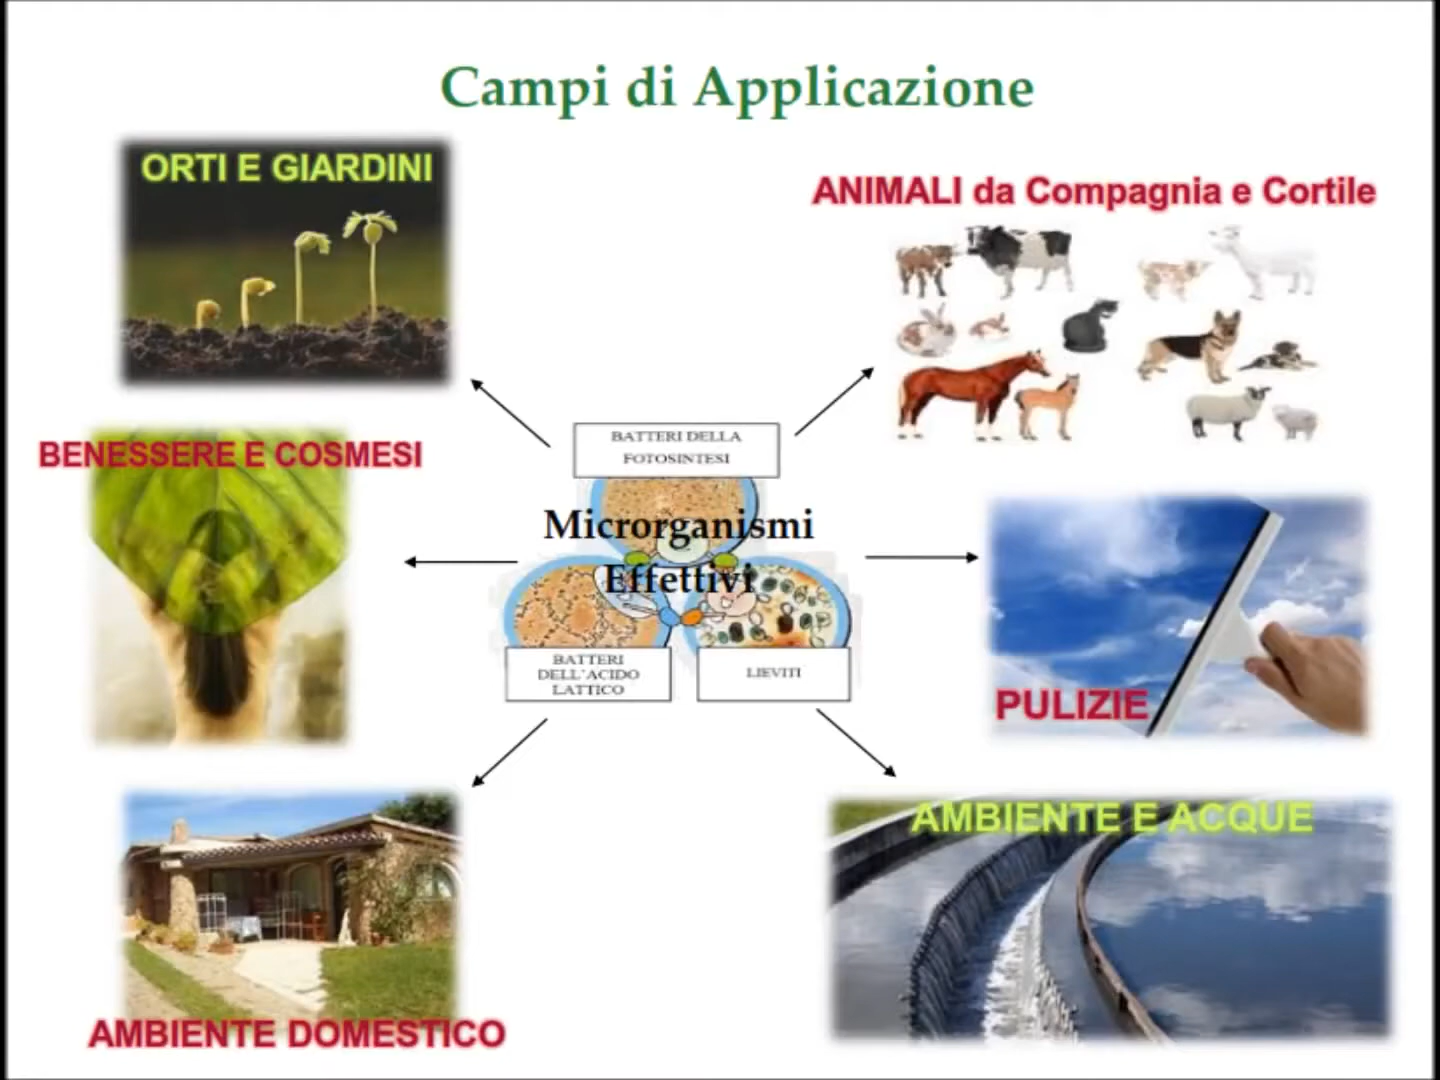 Campi di Applicazione
ORTI E GIARDINI
ANIMALI da Compagnia e Cortile
BENESSERE E COSMESI
BATTERI DELLA
FOTOSINTESI
Microrganismi
Effettivi
BATTERI
DELL'ACIDO
LATTICO
LIEVITI
PULIZIE
AMBIENTE E ACQUE
AMBIENTE DOMESTICO